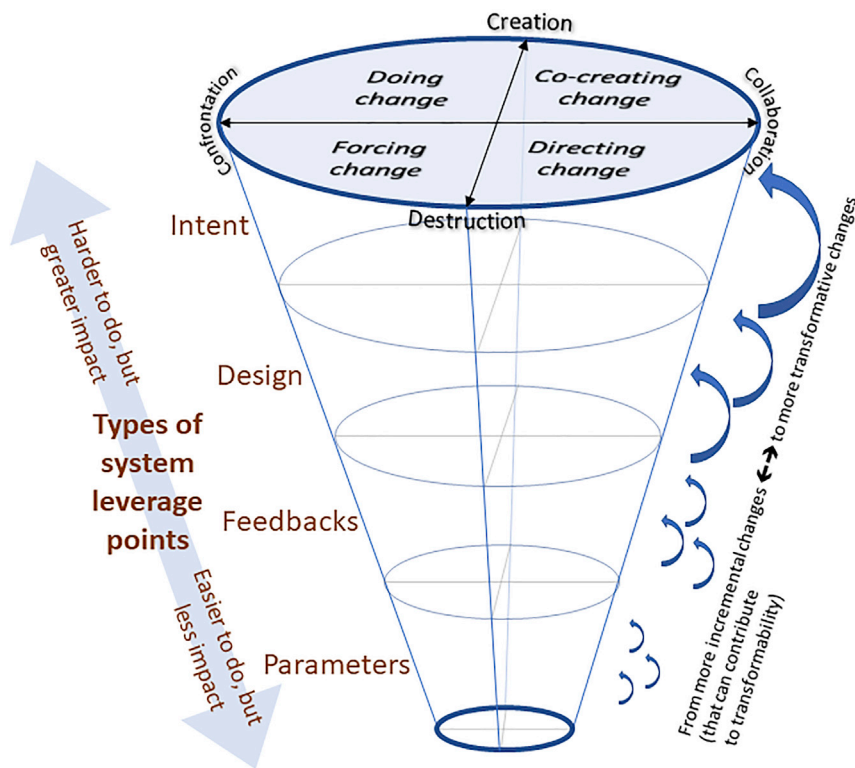 Creation
Doing
change
Co-creating
change
Confrontation
Collaboration
Forcing
change
Directing
change
Destruction
Intent
Design
Feedbacks
Parameters
Harder to do, but
greater impact
Types of
system
leverage
points
Easier to do, but
less impact
From more incremental changes
to more transformative changes
(that can contribute
to transformability)